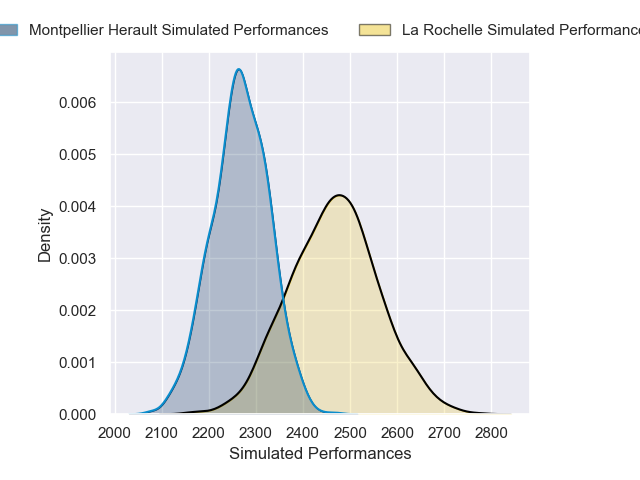 Montpellier Herault Simulated Performances La Rochelle Simulated Performance
0.006
0.005
0.004
0.003
0.002
0.001
0.000
Density
2000 2100 2200 2300 2400 2500 2600 2700 2800
Simulated Performances